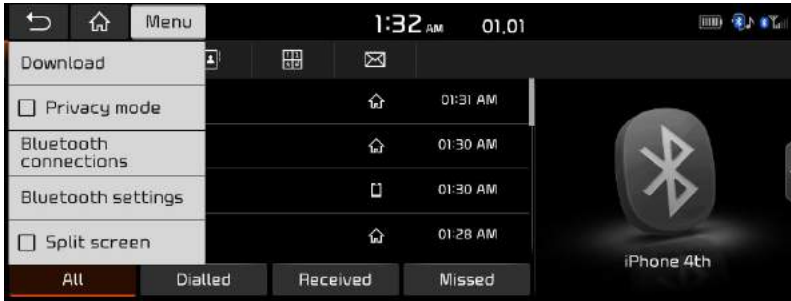 Menu
1:32 AM 01.01
Download
Privacy mode
01:31 AM
Bluetooth
connections
01:30 AM
Bluetooth settings
01:30 AM
Split screen
01:28 AM
iPhone 4th
All Dialled Received Missed